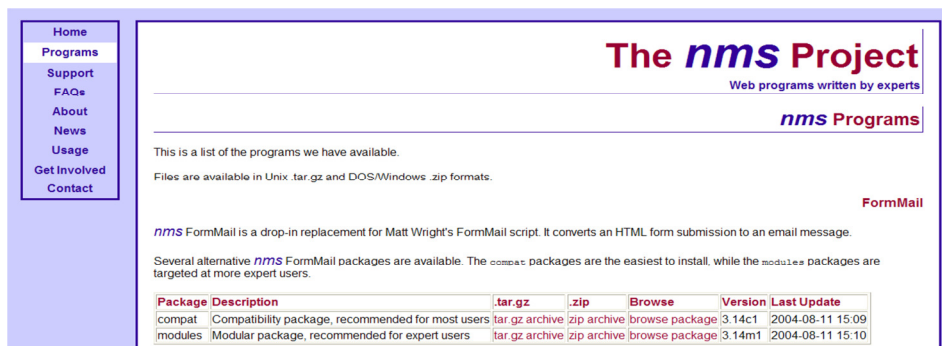 Home
Programs
Support
FAQs
About
News
Usage
Get Involved
Contact
The nms Project
Web programs written by experts
nms Programs
This is a list of the programs we have available.
Files are available in Unix .tar.gz and DOS/Windows .zip formats.
FormMail
nms FormMail is a drop-in replacement for Matt Wright's FormMail script. It converts an HTML form submission to an email message.
Several alternative nms FormMail packages are available. The compat packages are the easiest to install, while the modules packages are
targeted at more expert users.
Package Description .tar.gz .zip Browse Version Last Update
compat Compatibility package, recommended for most users tar.gz archive zip archive browse package 3.14c1 2004-08-11 15:09
modules Modular package, recommended for expert users tar.gz archive zip archive browse package 3.14m1 2004-08-11 15:10